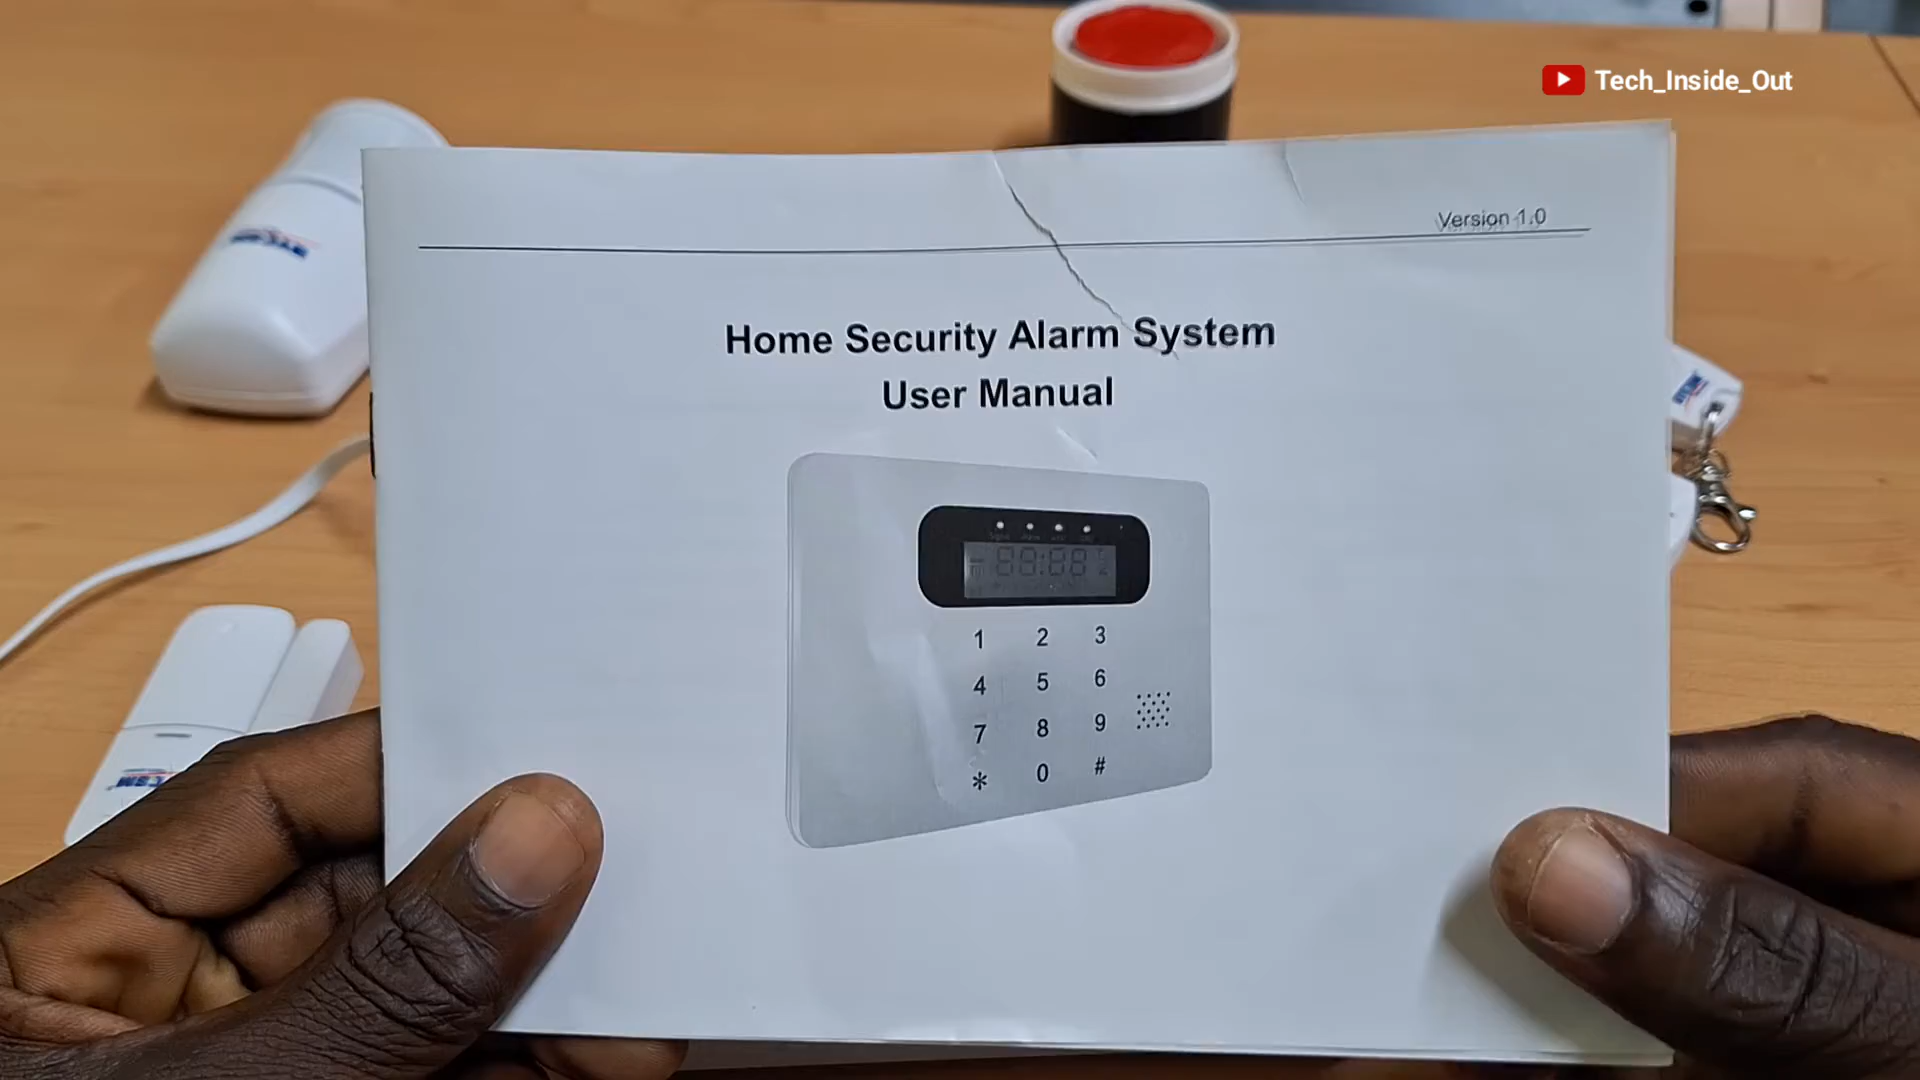 Tech_Inside_Out
Version 1.0
Home Security Alarm System
User Manual
88:88
1 2 3
4 5 6
7 8 9
* 0 #